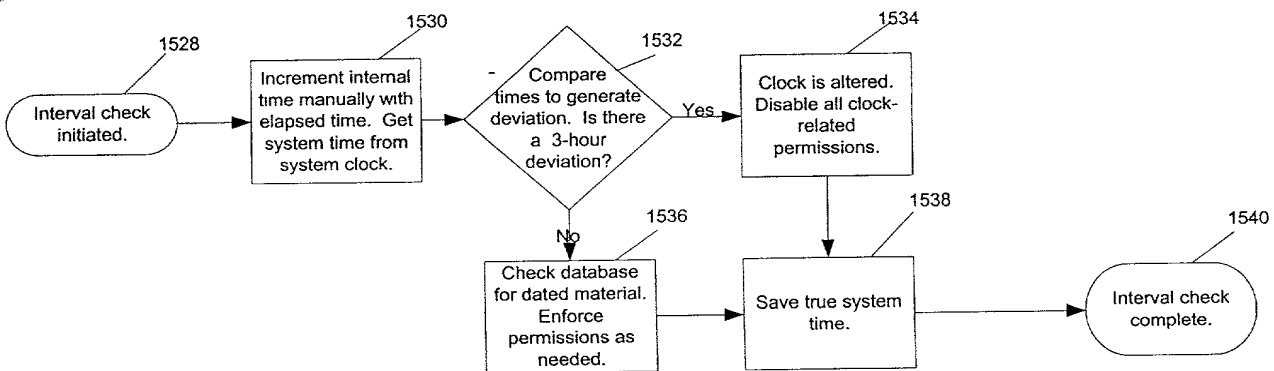 1528
Interval check
initiated.
1530
Increment internal
time manually with
elapsed time. Get
system time from
system clock.
1532
Compare
times to generate
deviation. Is there
a 3-hour
deviation?
Yes
1534
Clock is altered.
Disable all clock-
related
permissions.
No
1536
Check database
for dated material.
Enforce
permissions as
needed.
1538
Save true system
time.
1540
Interval check
complete.